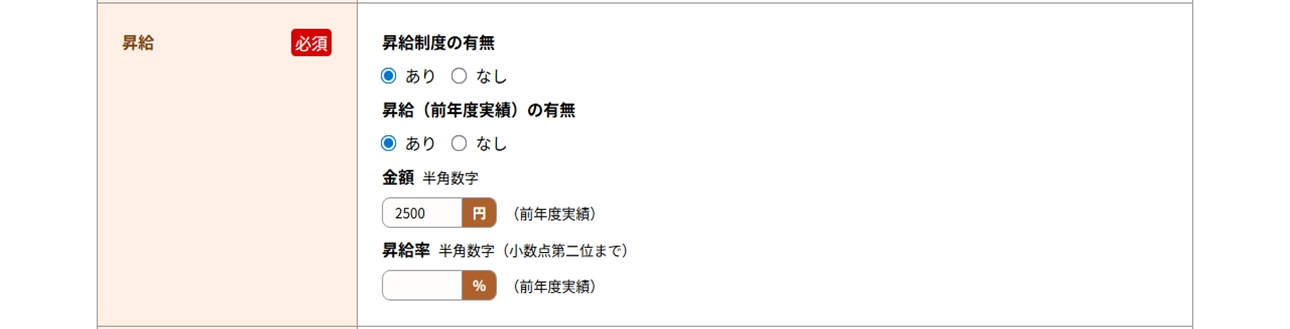 昇給 必須 昇給制度の有無
あり なし
昇給（前年度実績）の有無
あり なし
金額 半角数字
2500 円 （前年度実績）
昇給率 半角数字（小数点第二位まで）
% （前年度実績）